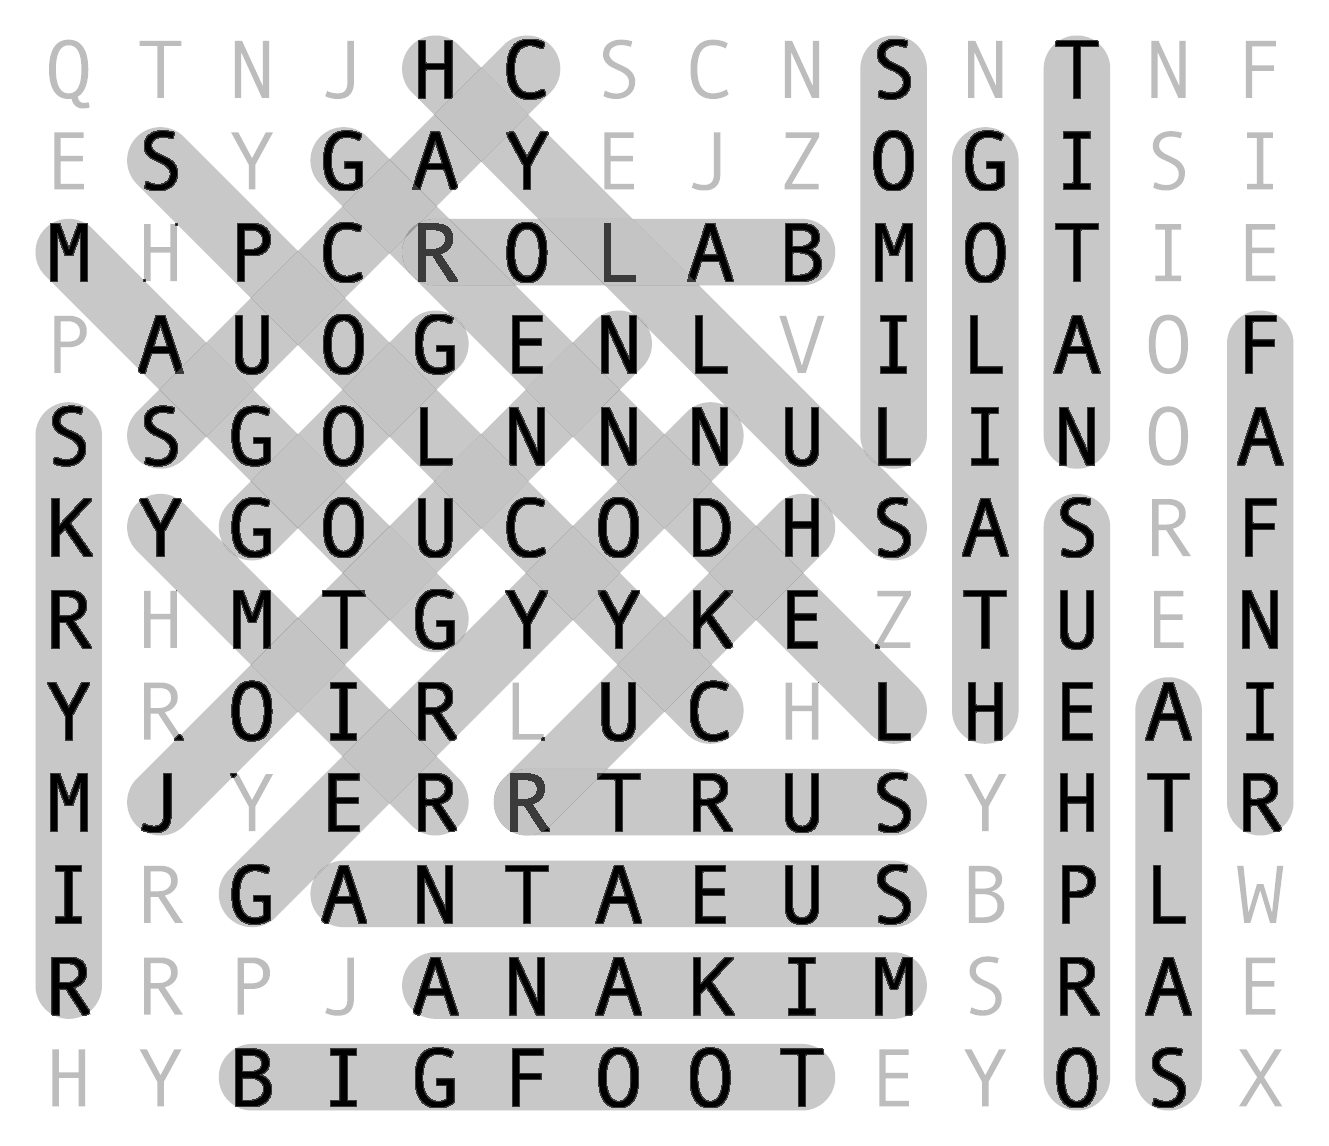 Q T N J H C S C N S N T N F
E S Y G A Y E J Z O G I S I
M H P C R O L A B M O T I E
P A U O G E N L V I L A O F
S S G O L N N N U L I N O A
K Y G O U C O D H S A S R F
R H M T G Y Y K E Z T U E N
Y R O I R L U C H L H E A I
M J Y E R R T R U S Y H T R
I R G A N T A E U S B P L W
R R P J A N A K I M S R A E
H Y B I G F O O T E Y O S X